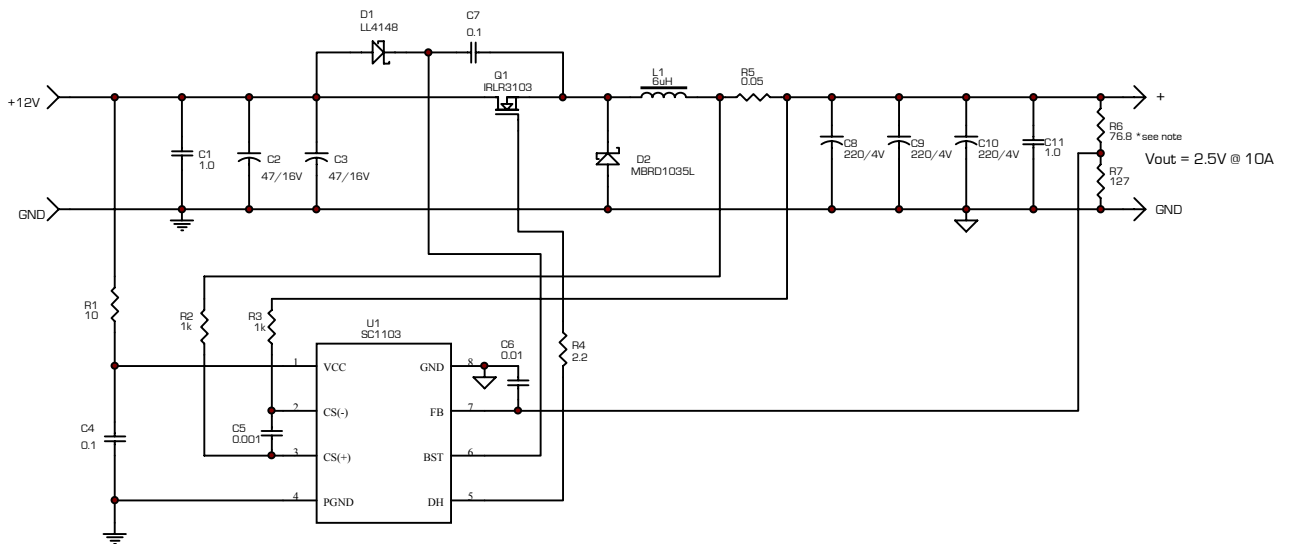 D1
LL4148
C7
0.1
+12V
Q1
IRLR3103
L1
6uH
R5
0.05
+
C1
1.0
C2
47/16V
C3
47/16V
D2
MBRD1035L
C8
220/4V
C9
220/4V
C10
220/4V
C11
1.0
R6
76.8 *see note
Vout = 2.5V @ 10A
R7
127
GND
GND
R1
10
R2
1k
R3
1k
U1
SC1103
C6
0.01
R4
2.2
1 VCC GND 8
2 CS(-) FB 7
C5
0.001
3 CS(+) BST 6
4 PGND DH 5
C4
0.1